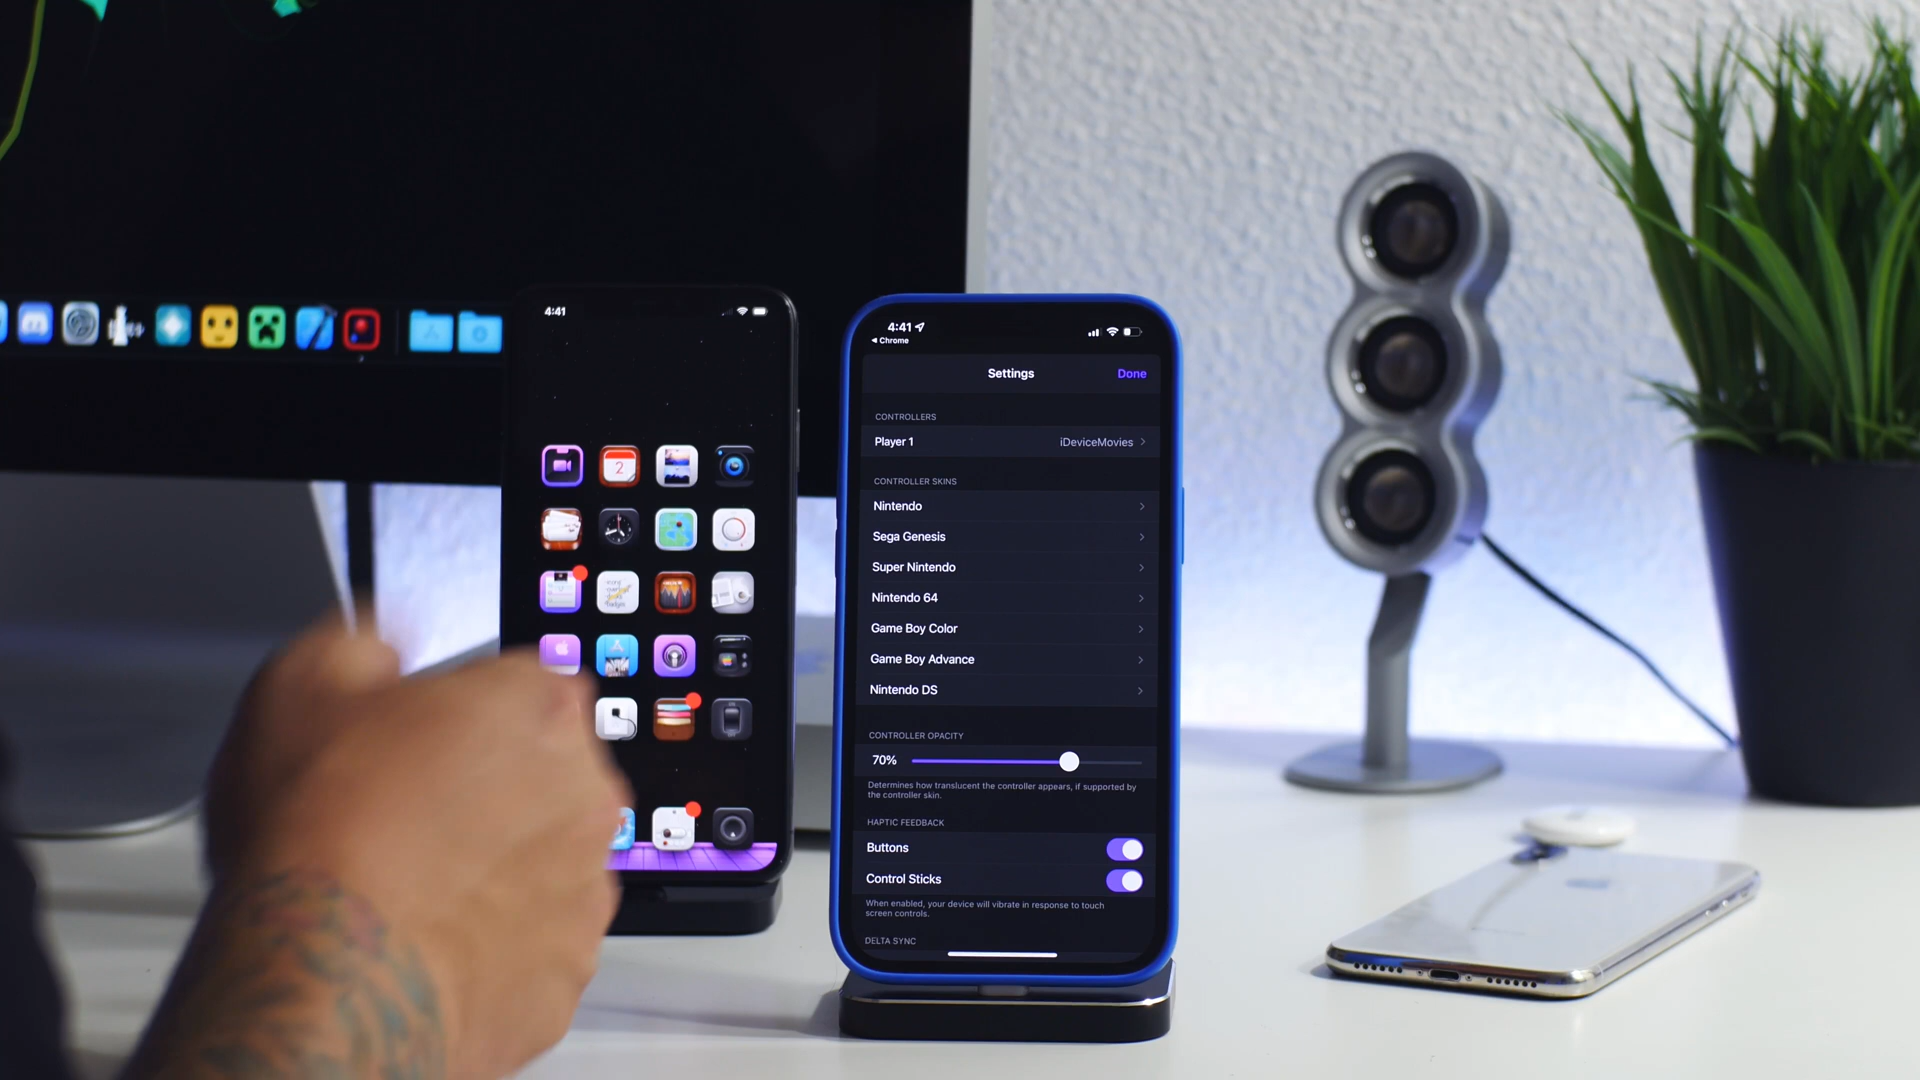 4:41
2
4:41
Chrome
Settings
Done
CONTROLLERS
Player 1
iDeviceMovies
CONTROLLER SKINS
Nintendo
Sega Genesis
Super Nintendo
Nintendo 64
Game Boy Color
Game Boy Advance
Nintendo DS
CONTROLLER OPACITY
70%
Determines how translucent the controller appears, if supported by
the controller skin.
HAPTIC FEEDBACK
Buttons
Control Sticks
When enabled, your device will vibrate in response to touch
screen controls.
DELTA SYNC